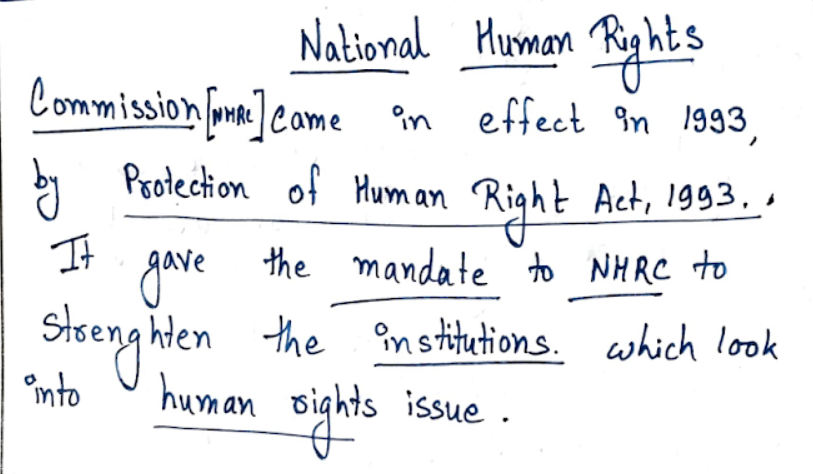 National Human Rights
Commission [NHRC] came in effect in 1993,
by Protection of Human Right Act, 1993..
It gave the mandate to NHRC to
strenghten the institutions. which look
into human rights issue.